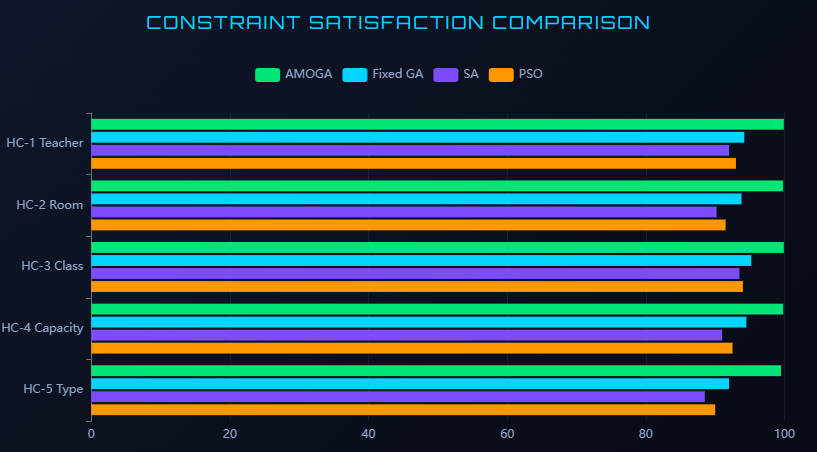 CONSTRAINT SATISFACTION COMPARISON
AMOGA Fixed GA SA PSO
HC-1 Teacher
HC-2 Room
HC-3 Class
HC-4 Capacity
HC-5 Type
0 20 40 60 80 100